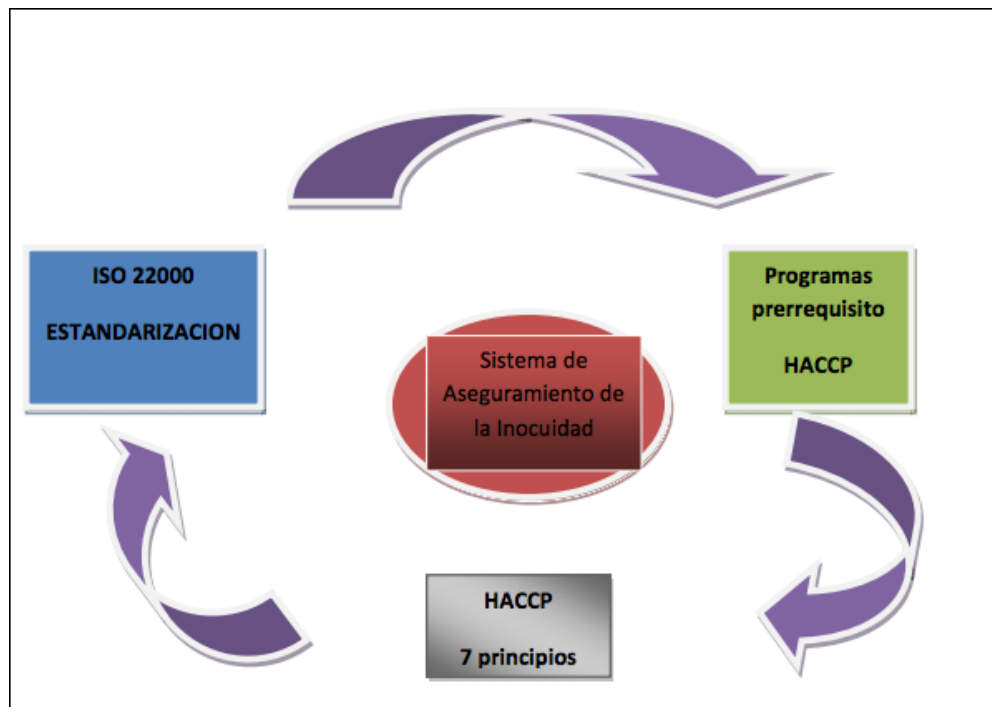 ISO 22000
ESTANDARIZACION
Programas
prerrequisito
HACCP
Sistema de
Aseguramiento de
la Inocuidad
HACCP
7 principios